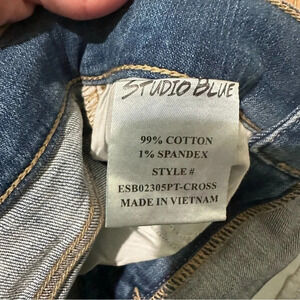 STUDIO BLUE
99% COTTON
1% SPANDEX
STYLE #
ESB02305PT-CROSS
MADE IN VIETNAM